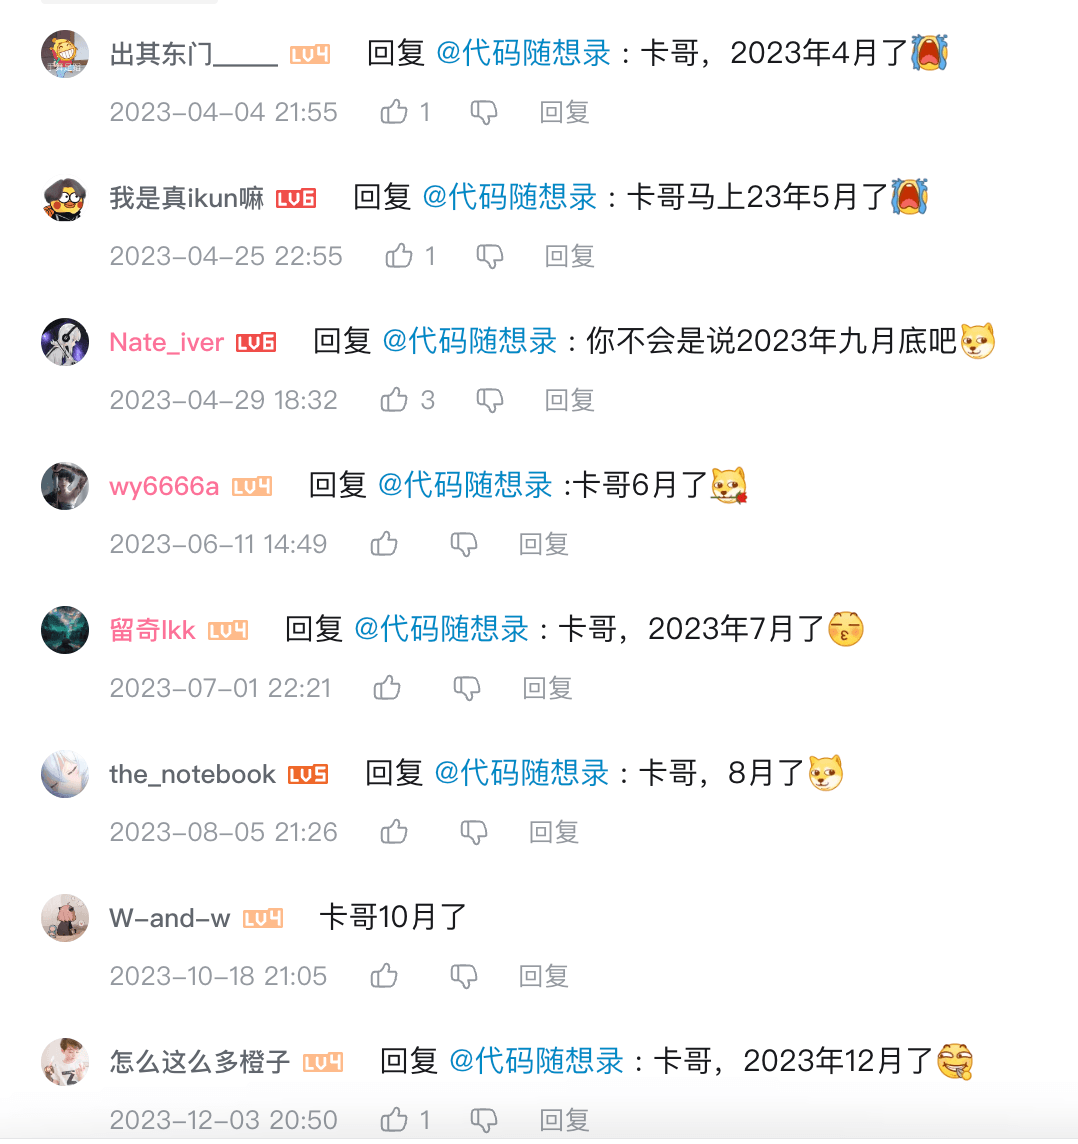 出其东门_____ LV4 回复 @代码随想录 : 卡哥，2023年4月了
2023-04-04 21:55 1 回复
我是真ikun嘛 LV6 回复 @代码随想录 : 卡哥马上23年5月了
2023-04-25 22:55 1 回复
Nate_iver LV6 回复 @代码随想录 : 你不会是说2023年九月底吧
2023-04-29 18:32 3 回复
wy6666a LV4 回复 @代码随想录 :卡哥6月了
2023-06-11 14:49 回复
留奇lkk LV4 回复 @代码随想录 : 卡哥，2023年7月了
2023-07-01 22:21 回复
the_notebook LV5 回复 @代码随想录 : 卡哥，8月了
2023-08-05 21:26 回复
W-and-w LV4 卡哥10月了
2023-10-18 21:05 回复
怎么这么多橙子 LV4 回复 @代码随想录 : 卡哥，2023年12月了
2023-12-03 20:50 1 回复